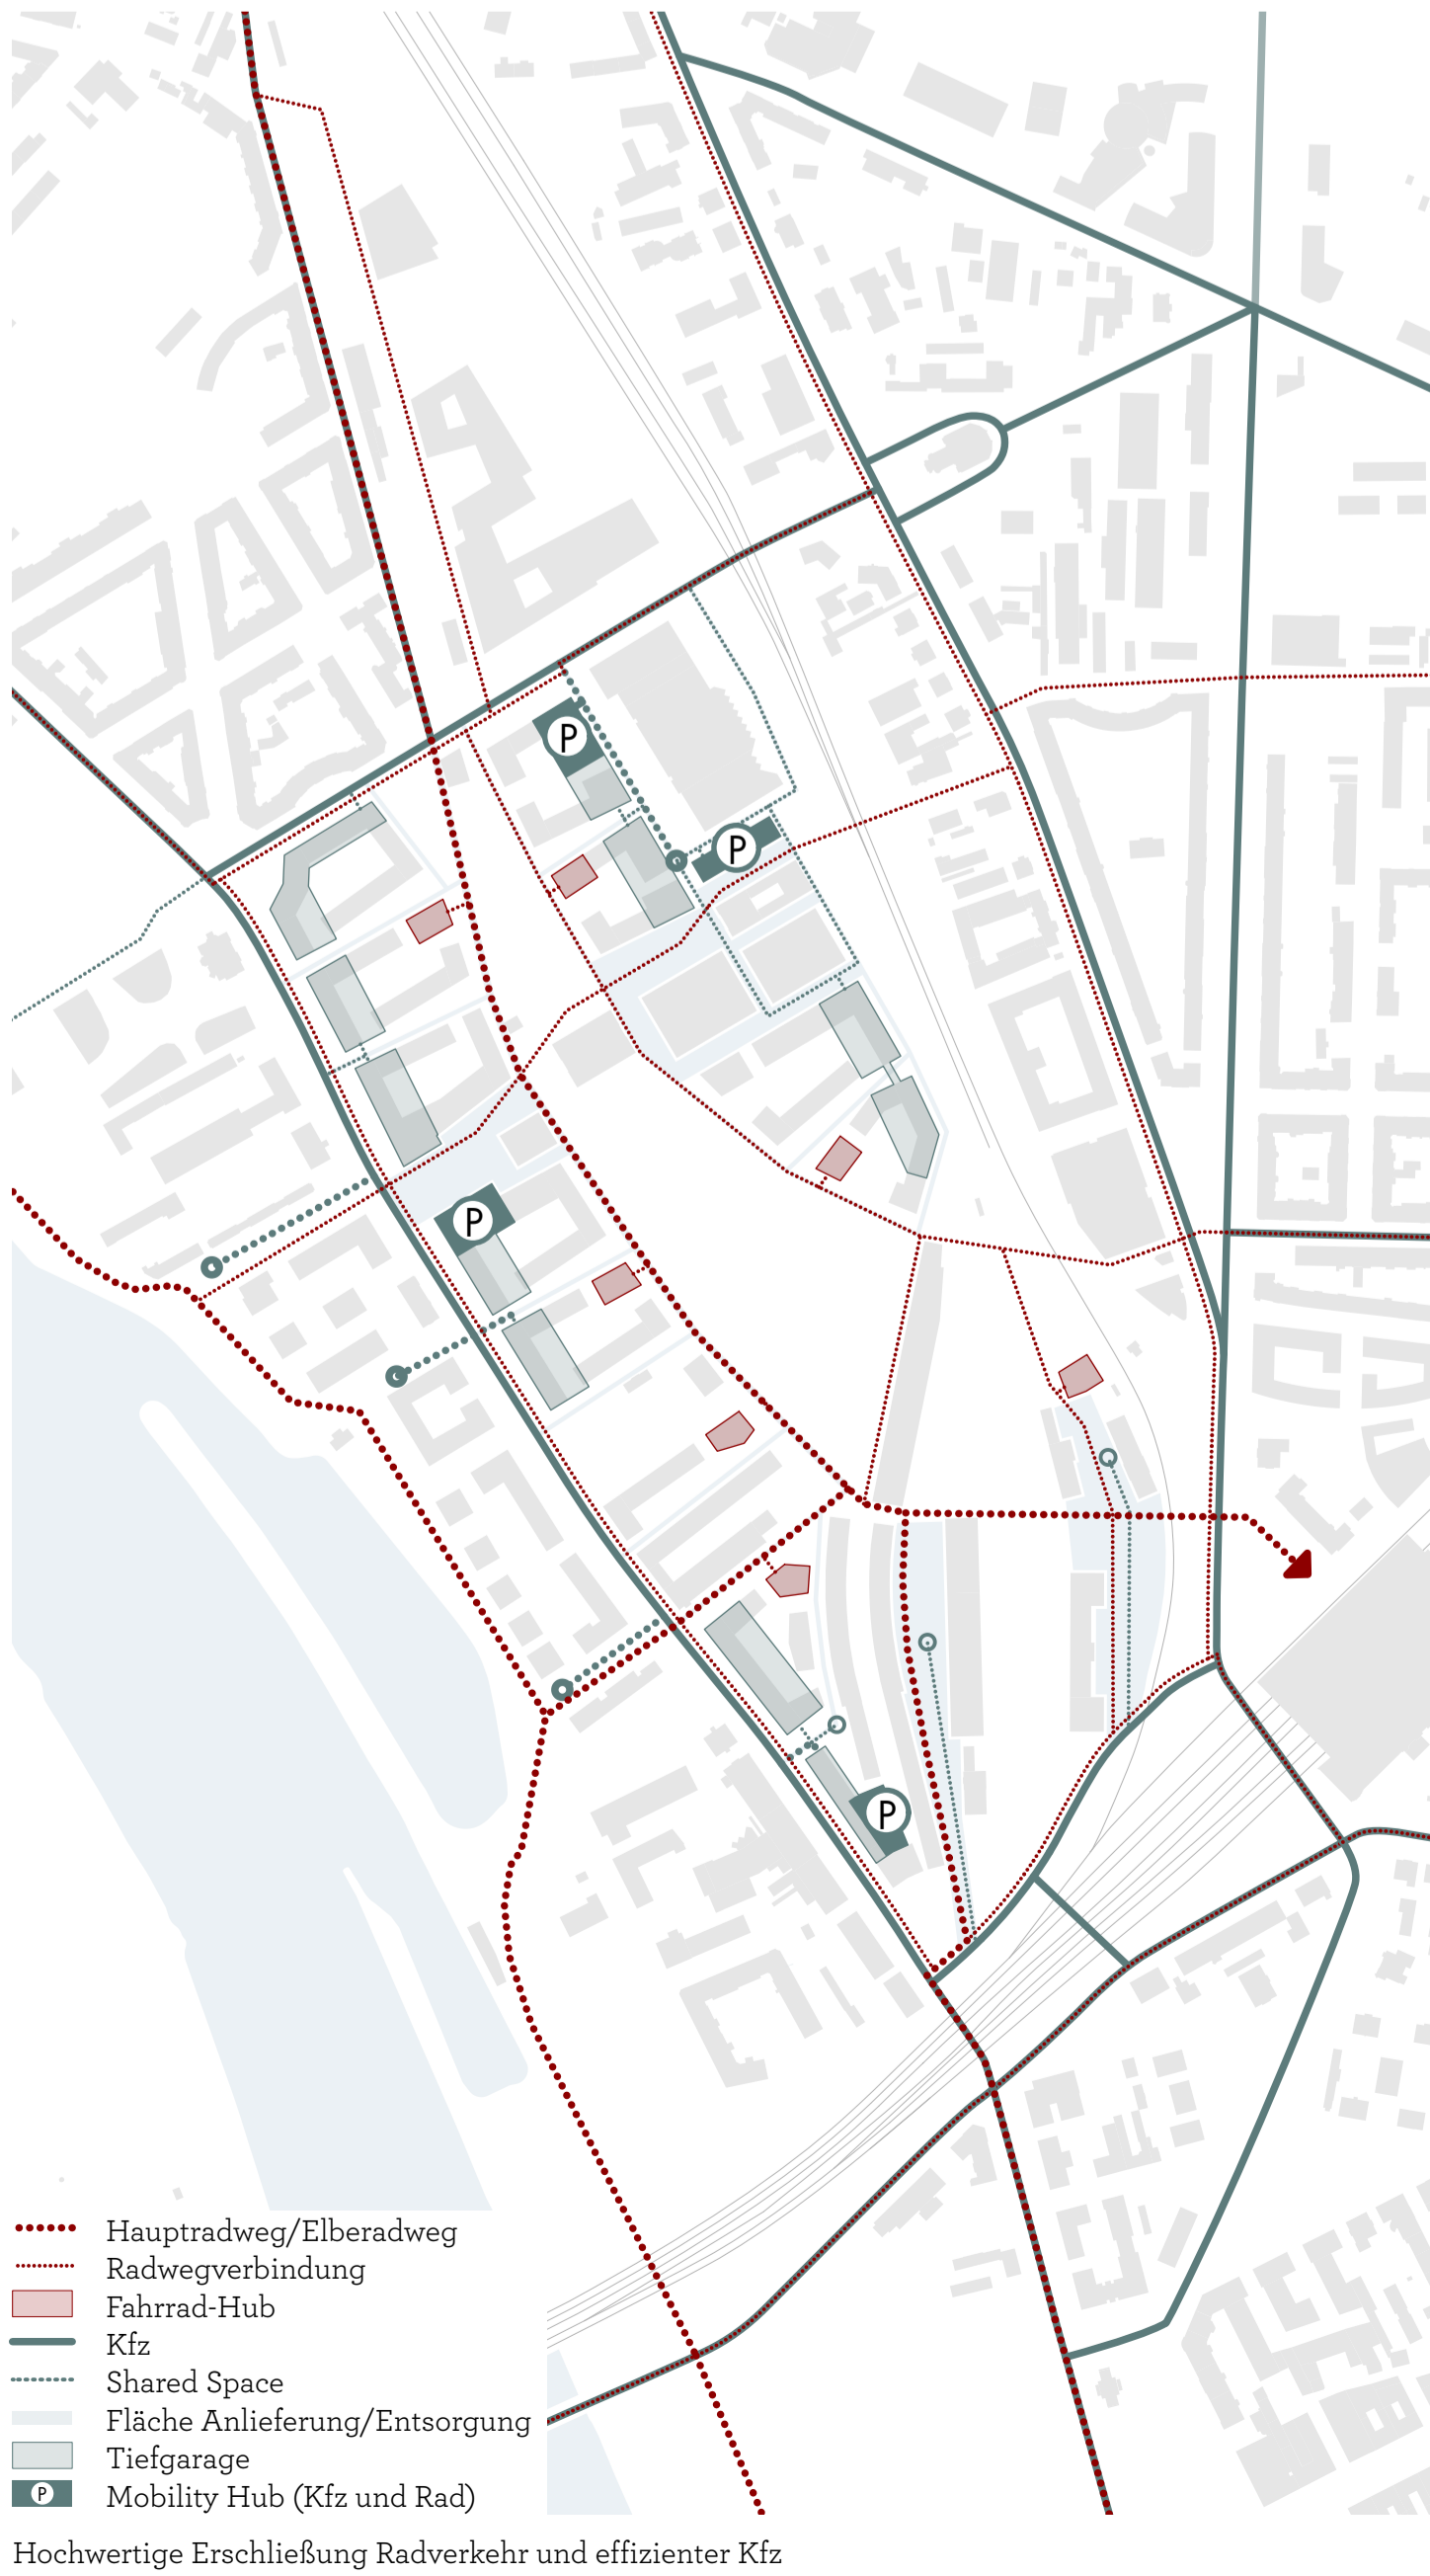 P
P
P
P
Hauptradweg/Elberadweg
Radwegverbindung
Fahrrad-Hub
Kfz
Shared Space
Fläche Anlieferung/Entsorgung
Tiefgarage
P Mobility Hub (Kfz und Rad)
Hochwertige Erschließung Radverkehr und effizienter Kfz